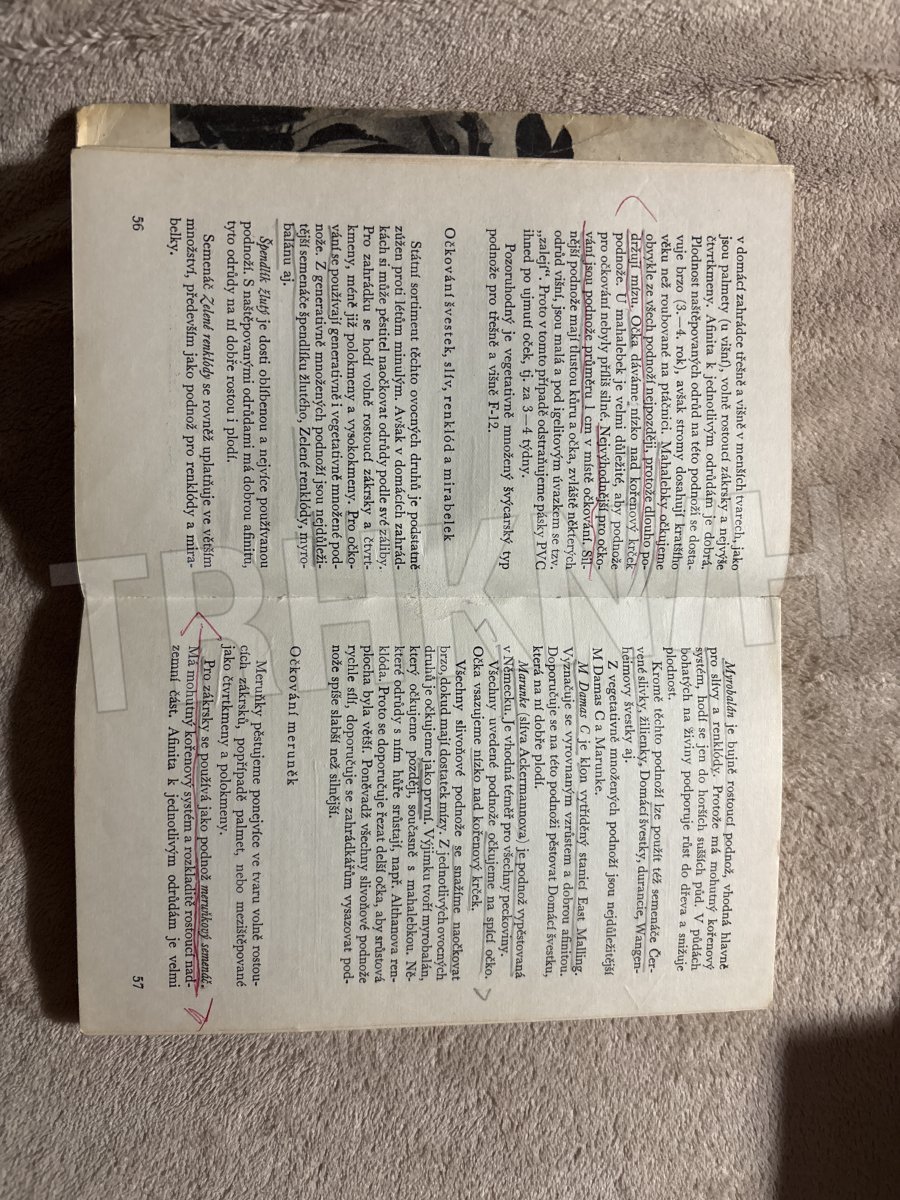 v domácí zahrádce třešně a višně v menších tvarech, jako
jsou palmety (u višní), volně rostoucí zákrsky a nejvýše
čtvrtkmeny. Afinita k jednotlivým odrůdám je dobrá.
Plodnost naštěpovaných odrůd na této podnoži se dosta-
vuje brzo (3.—4. rok), avšak stromy dosahují kratšího
věku než roubované na ptáčnici. Mahalebky očkujeme
obvykle ze všech podnoží nejpozději, protože dlouho po-
držují mízu. Očka dáváme nízko nad kořenový krček
podnože. U mahalebek je velmi důležité, aby podnože
pro očkování nebyly příliš silné. Nejvýhodnější pro očko-
vání jsou podnože průměru 1 cm v místě očkování. Sil-
nější podnože mají tlustou kůru a očka, zvláště některých
odrůd višní, jsou malá a pod igelitovým úvazkem se tzv.
„zalejí“. Proto v tomto případě odstraňujeme pásky PVC
ihned po ujmutí oček, tj. za 3—4 týdny.
Pozoruhodný je vegetativně množený švýcarský typ
podnože pro třešně a višně F-12.
Očkování švestek, slív, renklód a mirabelek
Státní sortiment těchto ovocných druhů je podstatně
zúžen proti létům minulým. Avšak v domácích zahrád-
kách si může pěstitel naočkovat odrůdy podle své záliby.
Pro zahrádku se hodí volně rostoucí zákrsky a čtvrt-
kmeny, méně již polokmeny a vysokokmeny. Pro očko-
vání se používají generativně i vegetativně množené pod-
nože. Z generativně množených podnoží jsou nejdůleži-
tější semenáče špendlíku žlutého, Zelené renklódy, myro-
balánu aj.
Špendlík žlutý je dosti oblíbenou a nejvíce používanou
podnoží. S naštěpovanými odrůdami má dobrou afinitu,
tyto odrůdy na ní dobře rostou i plodí.
Semenáč Zelené renklódy se rovněž uplatňuje ve větším
množství, především jako podnož pro renklódy a mira-
belky.
56
Myrobalán je bujně rostoucí podnož, vhodná hlavně
pro slívy a renklódy. Protože má mohutný kořenový
systém, hodí se jen do horších sušších půd. V půdách
bohatých na živiny podporuje růst do dřeva a snižuje
plodnost.
Kromě těchto podnoží lze použít též semenáče Čer-
vené slivky, žilienky, Domácí švestky, durancie, Wangen-
heimovy švestky aj.
Z vegetativně množených podnoží jsou nejdůležitější
M Damas C a Marunke.
M Damas C je klon vytříděný stanicí East Malling.
Vyznačuje se vyrovnaným vzrůstem a dobrou afinitou.
Doporučuje se na této podnoži pěstovat Domácí švestku,
která na ní dobře plodí.
Marunke (slíva Ackermannova) je podnož vypěstovaná
v Německu. Je vhodná téměř pro všechny peckoviny.
Všechny uvedené podnože očkujeme na spící očko.
Očka vsazujeme nízko nad kořenový krček.
Všechny slivoňové podnože se snažíme naočkovat
brzo, dokud mají dostatek mízy. Z jednotlivých ovocných
druhů je očkujeme jako první. Výjimku tvoří myrobalán,
který očkujeme později, současně s mahalebkou. Ně-
které odrůdy s ním hůře srůstají, např. Althanova ren-
klóda. Proto se doporučuje řezat delší očka, aby srůstová
plocha byla větší. Poněvadž všechny slivoňové podnože
rychle sílí, doporučuje se zahrádkářům vysazovat pod-
nože spíše slabší než silnější.
Očkování meruněk
Meruňky pěstujeme ponejvíce ve tvaru volně rostou-
cích zákrsků, popřípadě palmet, nebo mezištěpované
jako čtvrtkmeny a polokmeny.
Pro zákrsky se používá jako podnož meruňkový semenáč.
Má mohutný kořenový systém a rozkladitě rostoucí nad-
zemní část. Afinita k jednotlivým odrůdám je velmi
57
TRHKNIH